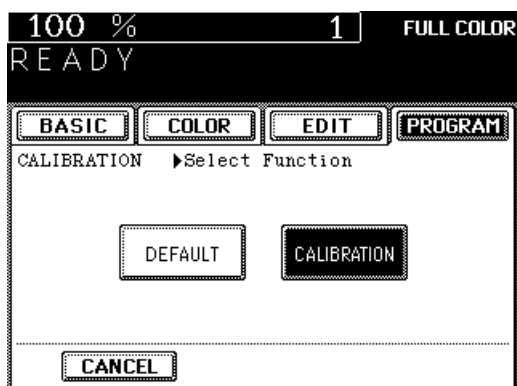 100 % 1 FULL COLOR
READY
BASIC COLOR EDIT PROGRAM
CALIBRATION ▶Select Function
DEFAULT CALIBRATION
CANCEL